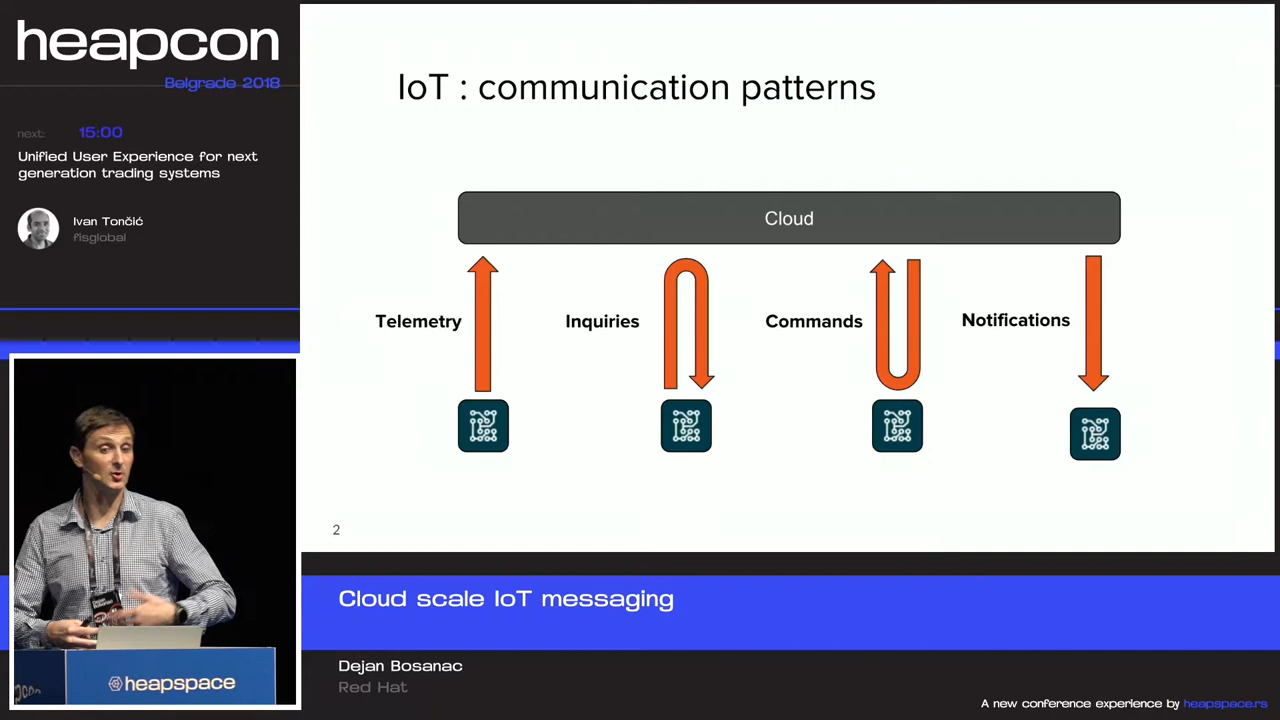 heapcon
Belgrade 2018
next: 15:00
Unified User Experience for next
generation trading systems
Ivan Tončić
fisglobal
IoT : communication patterns
Cloud
Telemetry
Inquiries
Commands
Notifications
2
heapspace
Cloud scale IoT messaging
Dejan Bosanac
Red Hat
A new conference experience by heapspace.rs